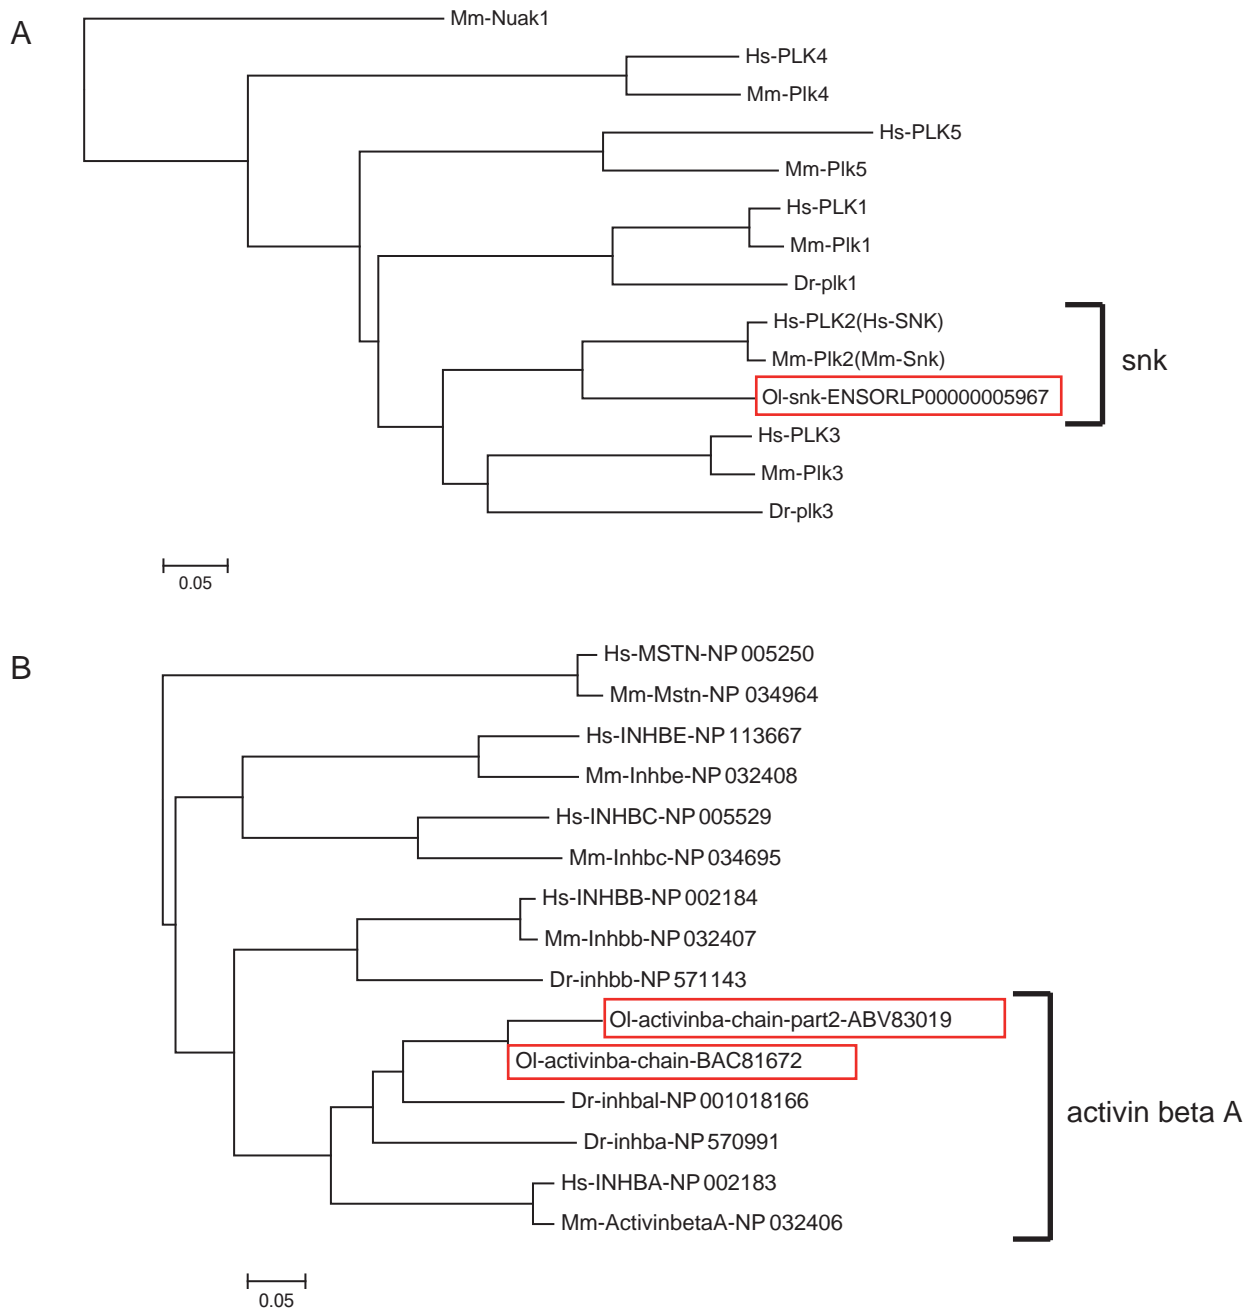 A
Mm-Nuak1
Hs-PLK4
Mm-Plk4
Hs-PLK5
Mm-Plk5
Hs-PLK1
Mm-Plk1
Dr-plk1
Hs-PLK2(Hs-SNK)
Mm-Plk2(Mm-Snk)
Ol-snk-ENSORLP00000005967
snk
Hs-PLK3
Mm-Plk3
Dr-plk3
0.05
B
Hs-MSTN-NP 005250
Mm-Mstn-NP 034964
Hs-INHBE-NP 113667
Mm-Inhbe-NP 032408
Hs-INHBC-NP 005529
Mm-Inhbc-NP 034695
Hs-INHBB-NP 002184
Mm-Inhbb-NP 032407
Dr-inhbb-NP 571143
Ol-activinba-chain-part2-ABV83019
Ol-activinba-chain-BAC81672
Dr-inhbal-NP 001018166
activin beta A
Dr-inhba-NP 570991
Hs-INHBA-NP 002183
Mm-ActivinbetaA-NP 032406
0.05